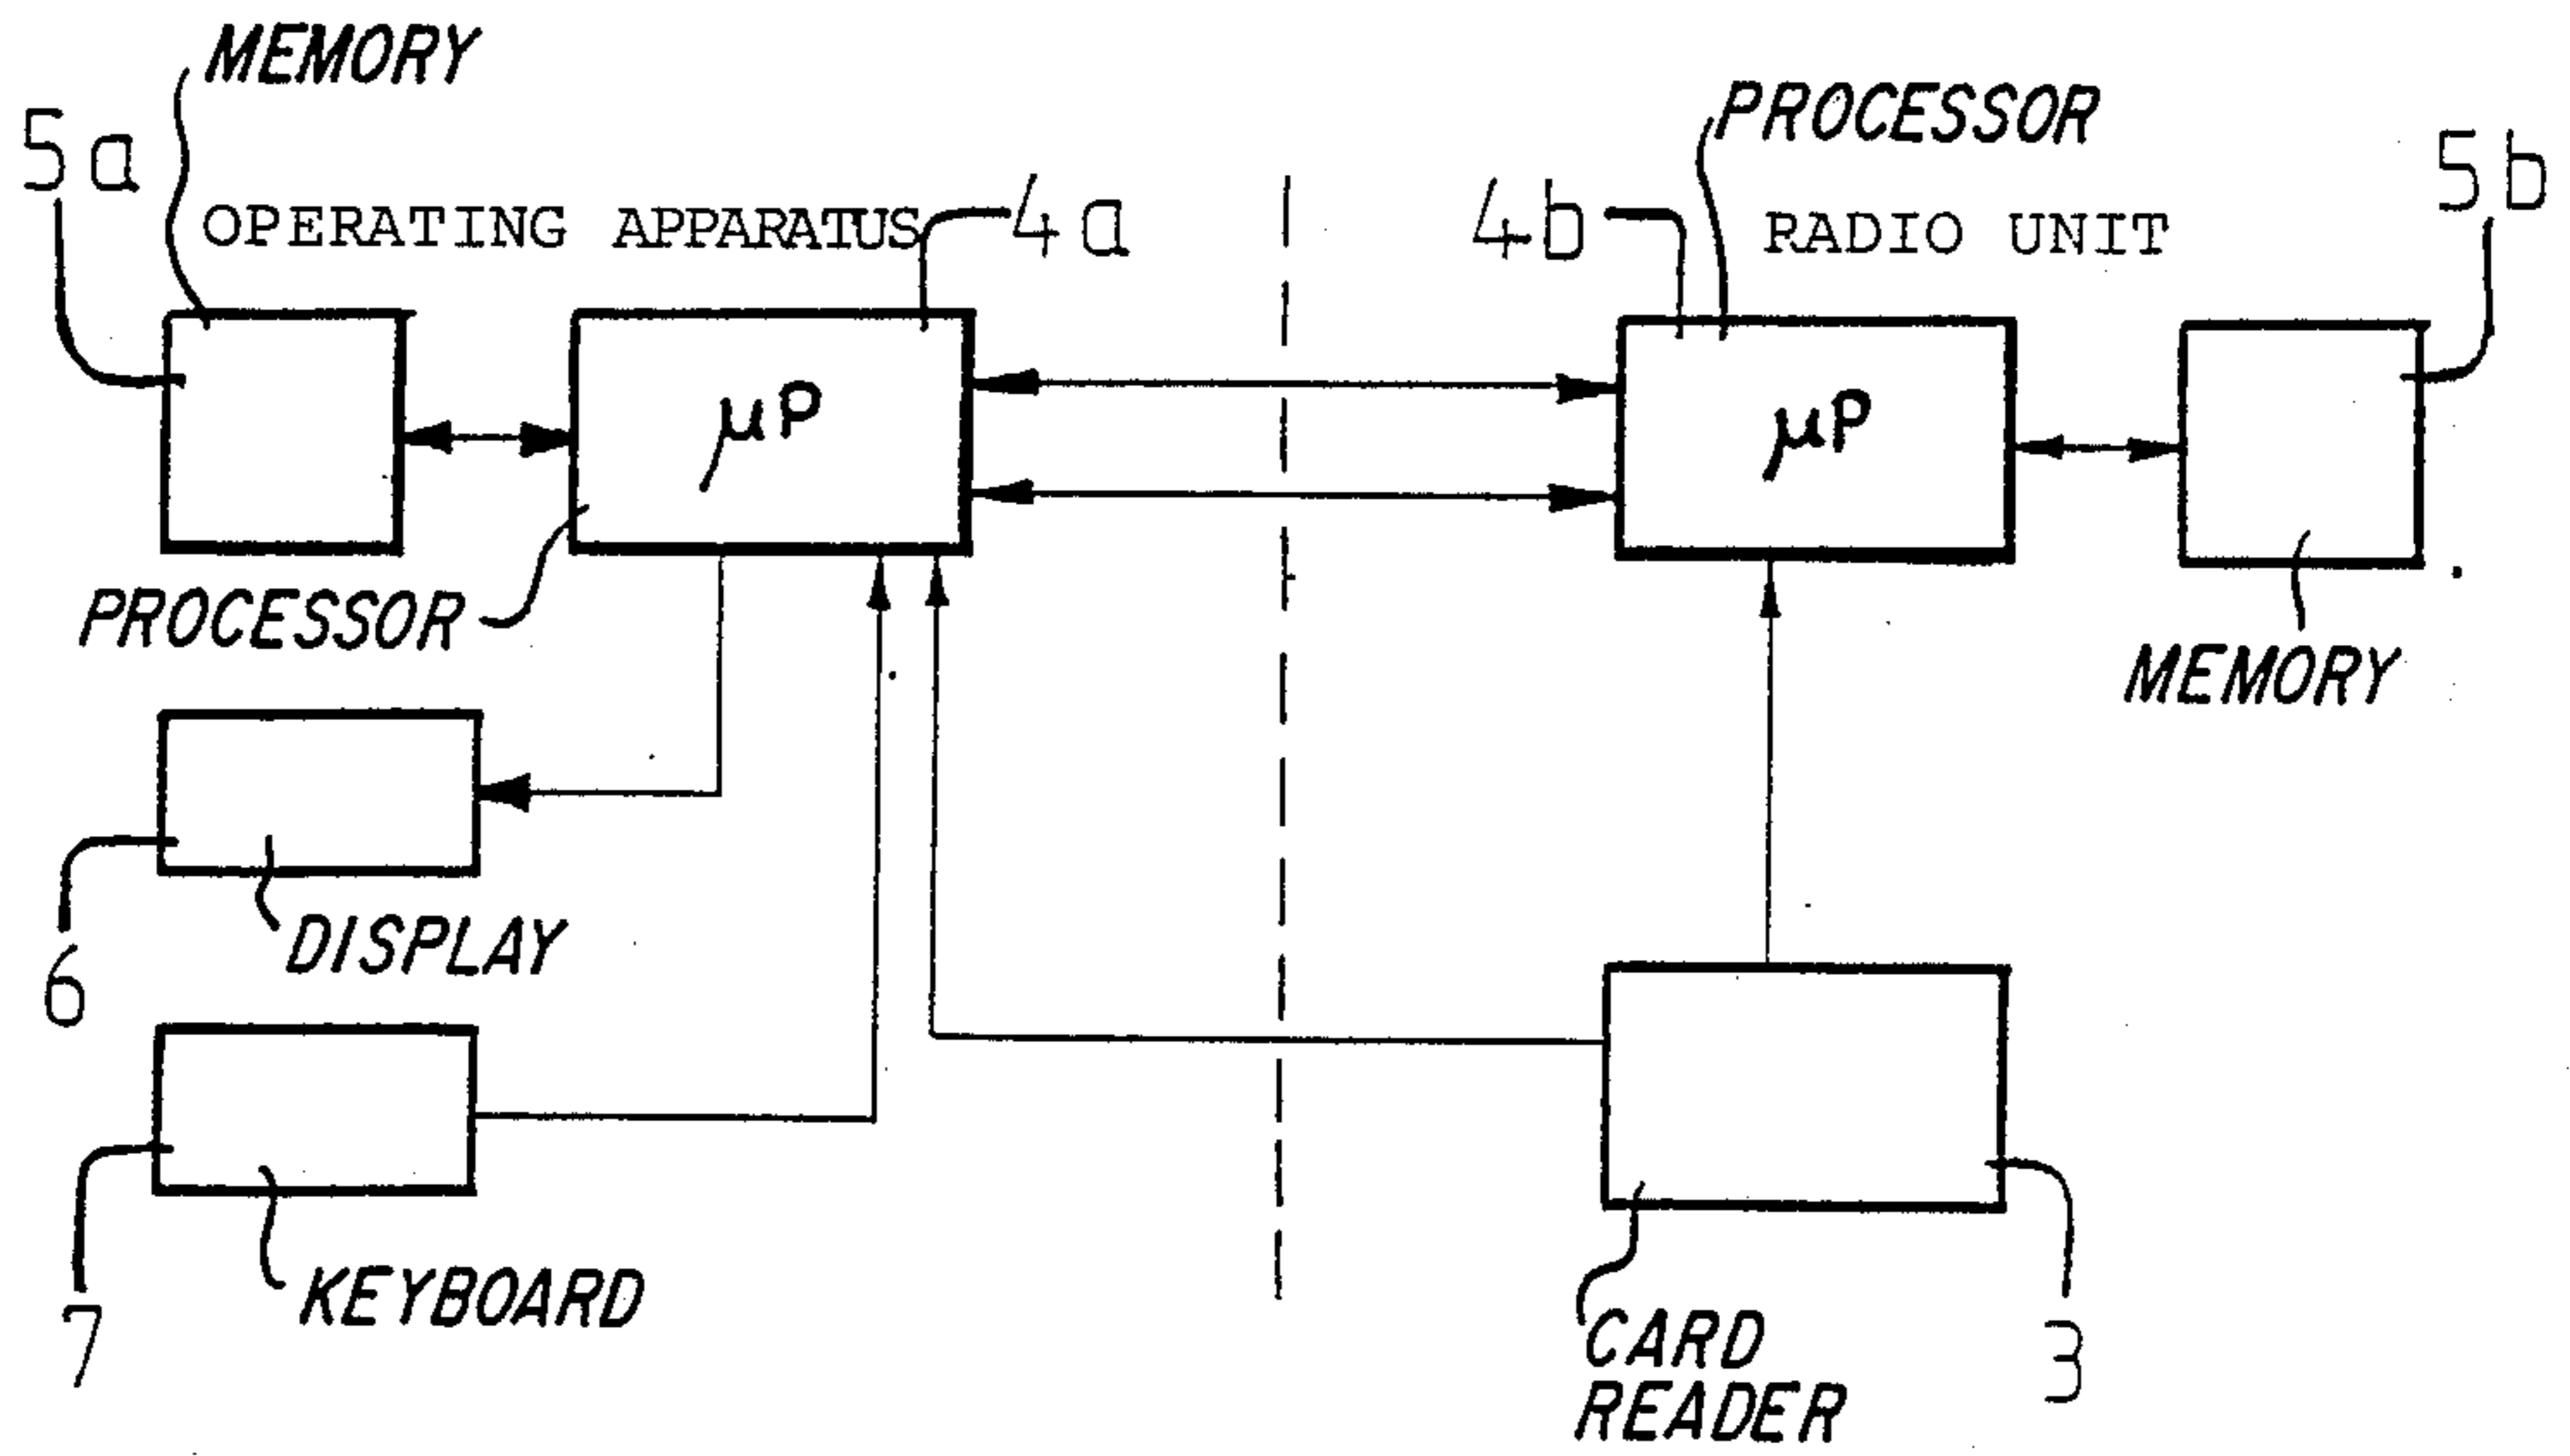 MEMORY
PROCESSOR
5a
5b
OPERATING APPARATUS
4a
4b
RADIO UNIT
μP
μP
PROCESSOR
MEMORY
DISPLAY
6
KEYBOARD
7
CARD
READER
3